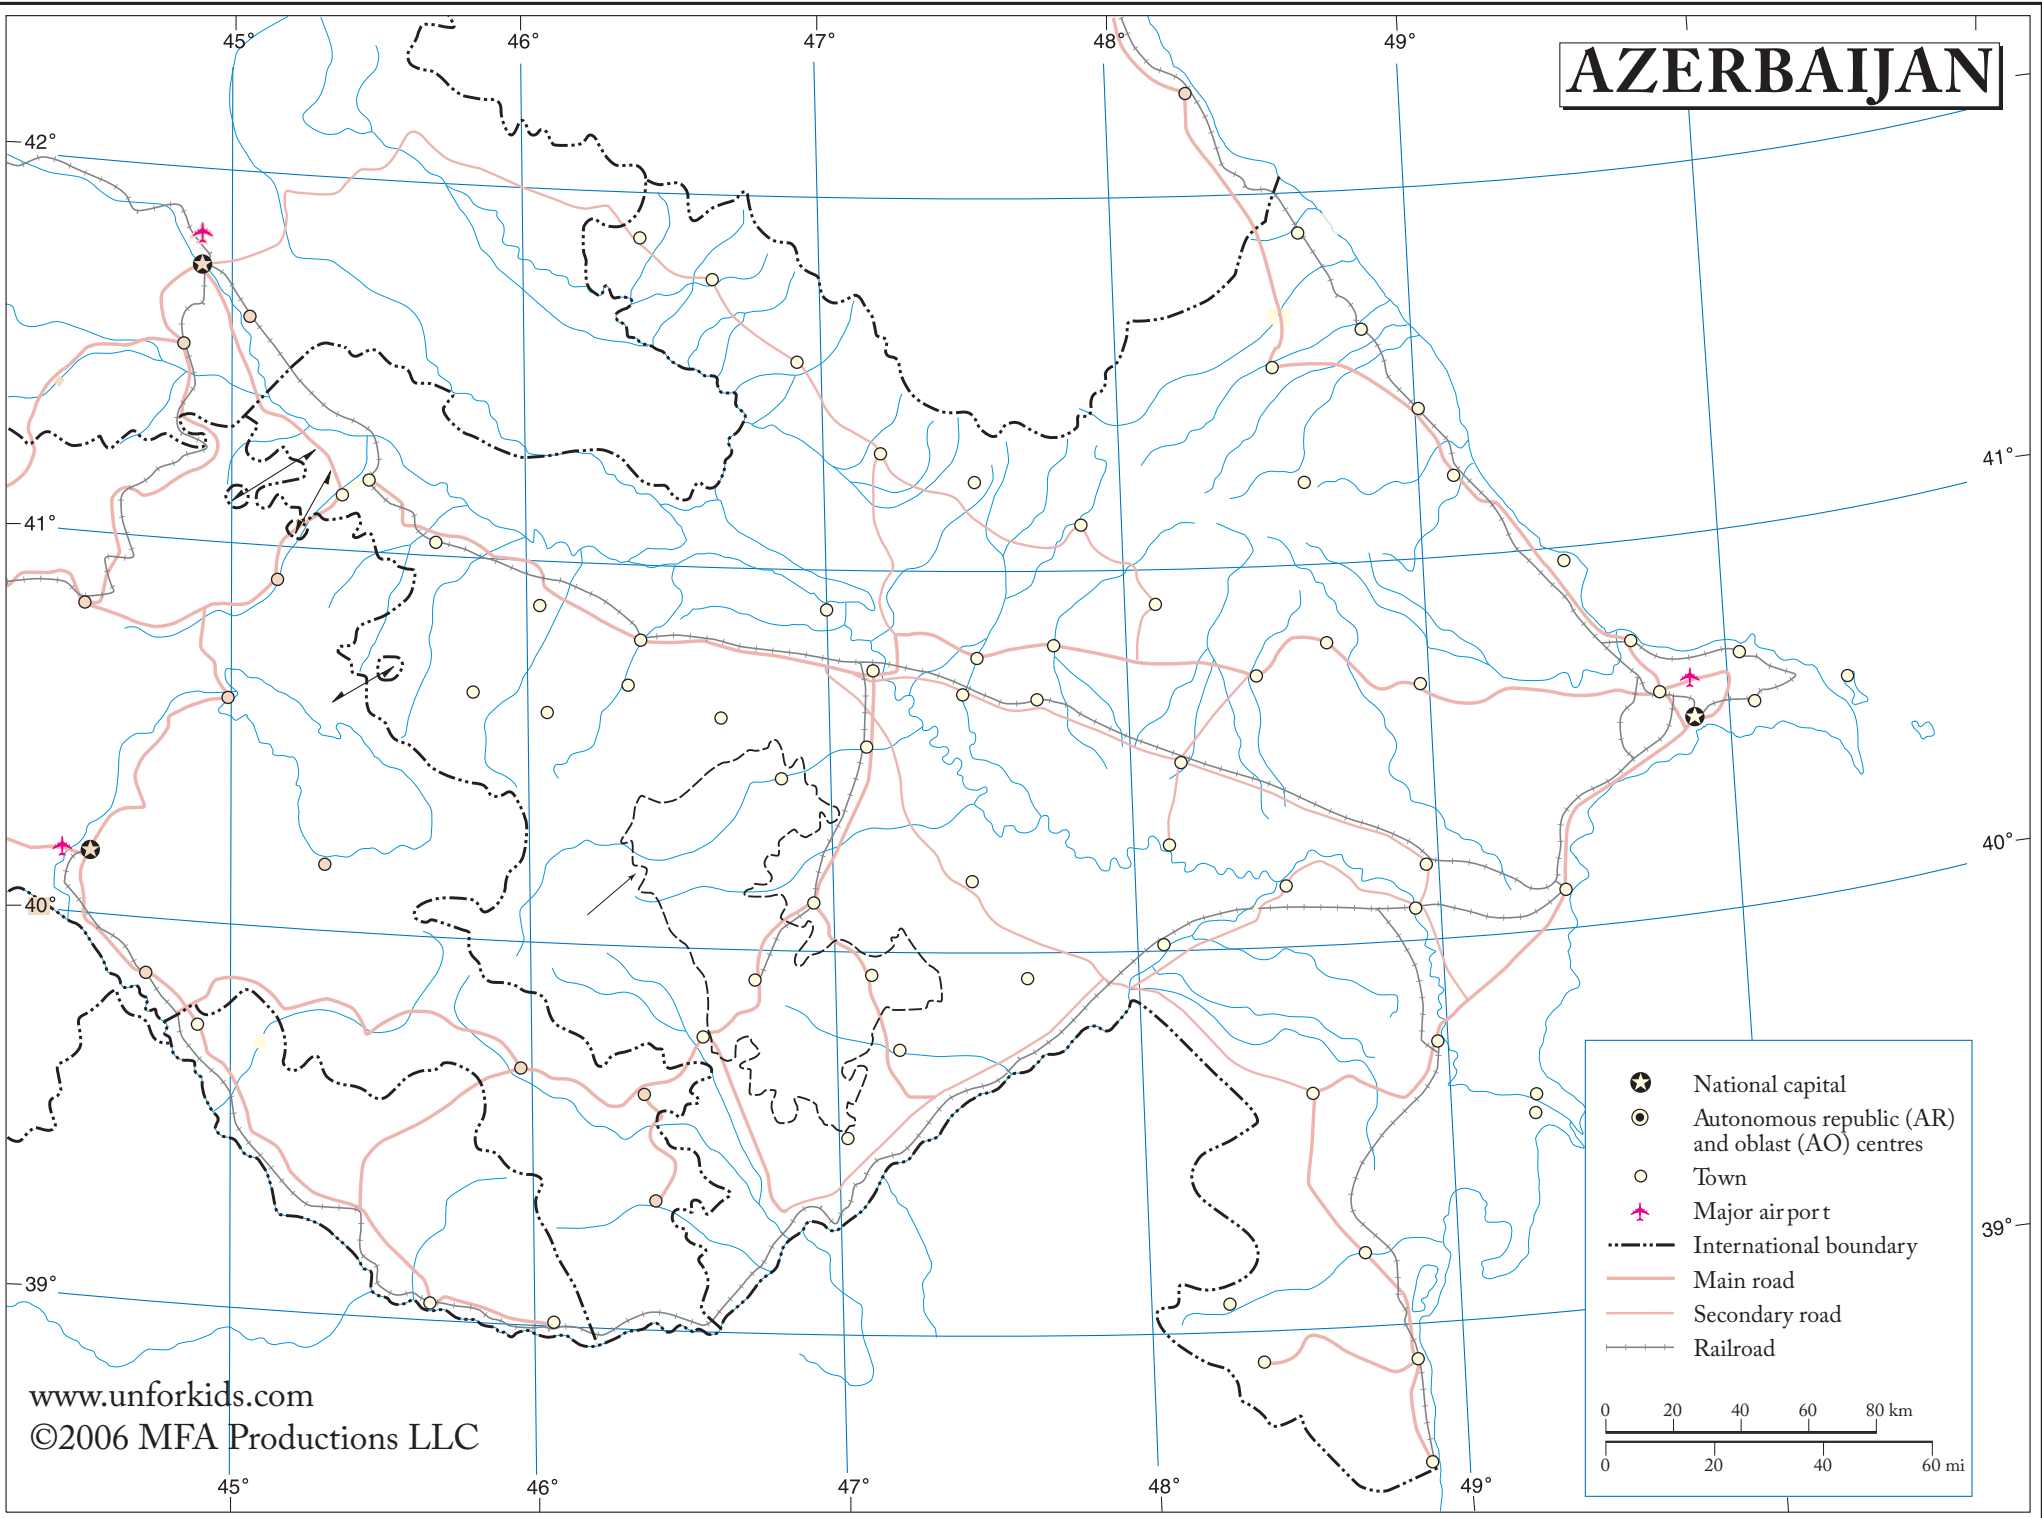 45°
46°
47°
48°
49°
AZERBAIJAN
42°
41°
41°
40°
40°
39°
39°
National capital
Autonomous republic (AR)
and oblast (AO) centres
Town
Major airport
International boundary
Main road
Secondary road
Railroad
0 20 40 60 80 km
0 20 40 60 mi
www.unforkids.com
©2006 MFA Productions LLC
45°
46°
47°
48°
49°